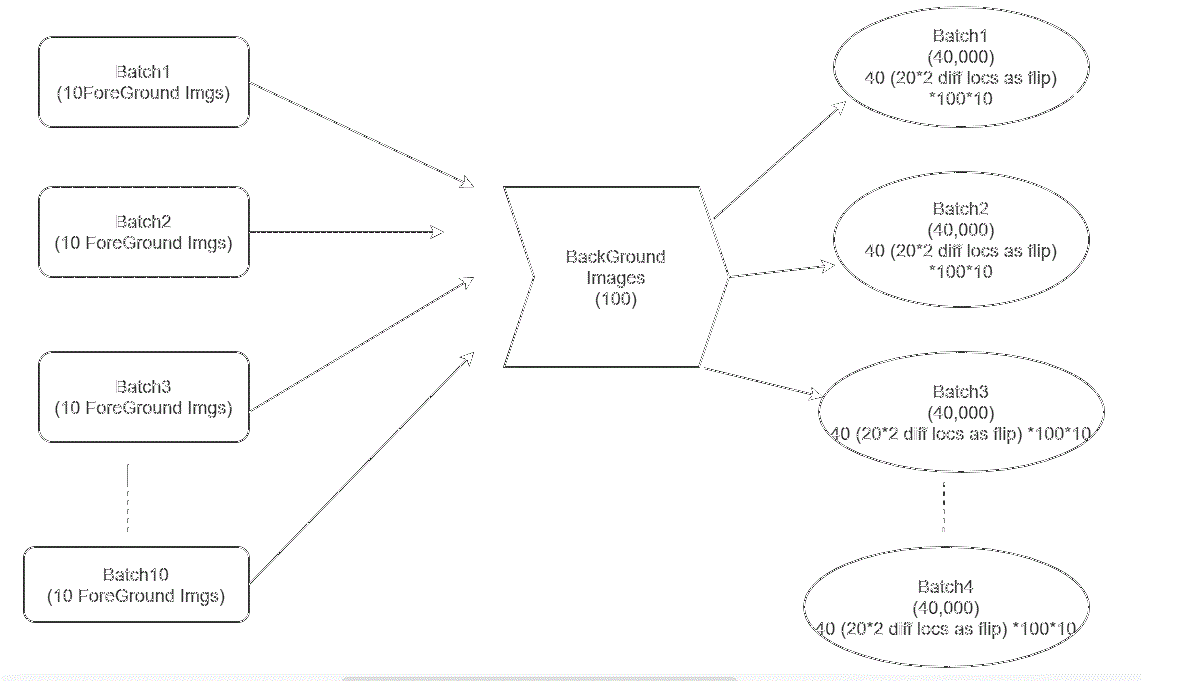 Batch1
(10ForeGround Imgs)
Batch2
(10 ForeGround Imgs)
Batch3
(10 ForeGround Imgs)
Batch10
(10 ForeGround Imgs)
BackGround
Images
(100)
Batch1
(40,000)
40 (20*2 diff locs as flip)
*100*10
Batch2
(40,000)
40 (20*2 diff locs as flip)
*100*10
Batch3
(40,000)
40 (20*2 diff locs as flip) *100*10
Batch4
(40,000)
40 (20*2 diff locs as flip) *100*10